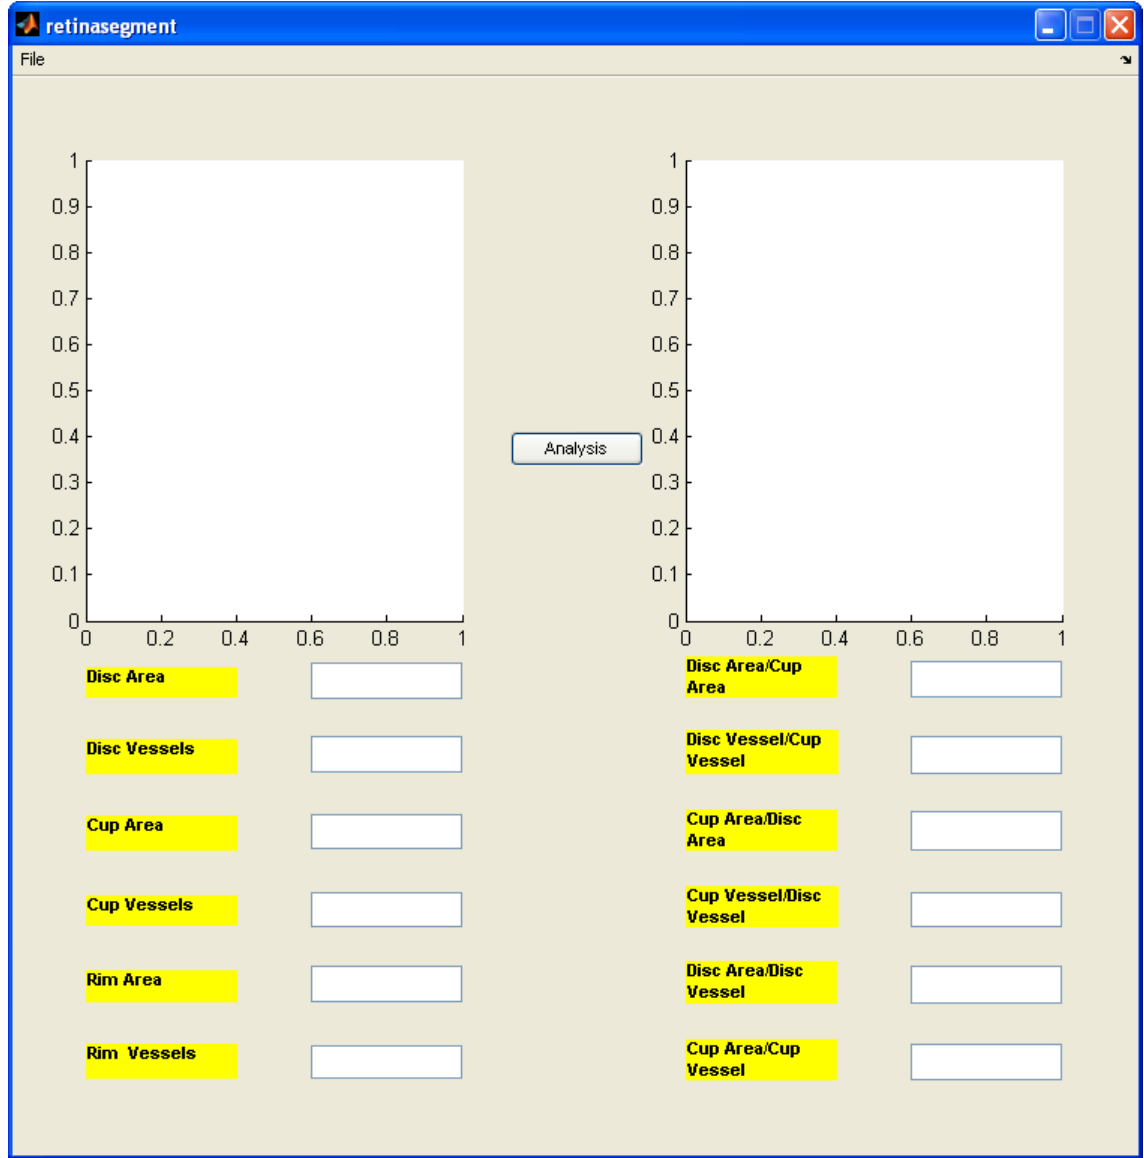 retinasegment
File
1
0.9
0.8
0.7
0.6
0.5
0.4
0.3
0.2
0.1
0
0 0.2 0.4 0.6 0.8 1
Analysis
1
0.9
0.8
0.7
0.6
0.5
0.4
0.3
0.2
0.1
0
0 0.2 0.4 0.6 0.8 1
Disc Area
Disc Vessels
Cup Area
Cup Vessels
Rim Area
Rim  Vessels
Disc Area/Cup
Area
Disc Vessel/Cup
Vessel
Cup Area/Disc
Area
Cup Vessel/Disc
Vessel
Disc Area/Disc
Vessel
Cup Area/Cup
Vessel